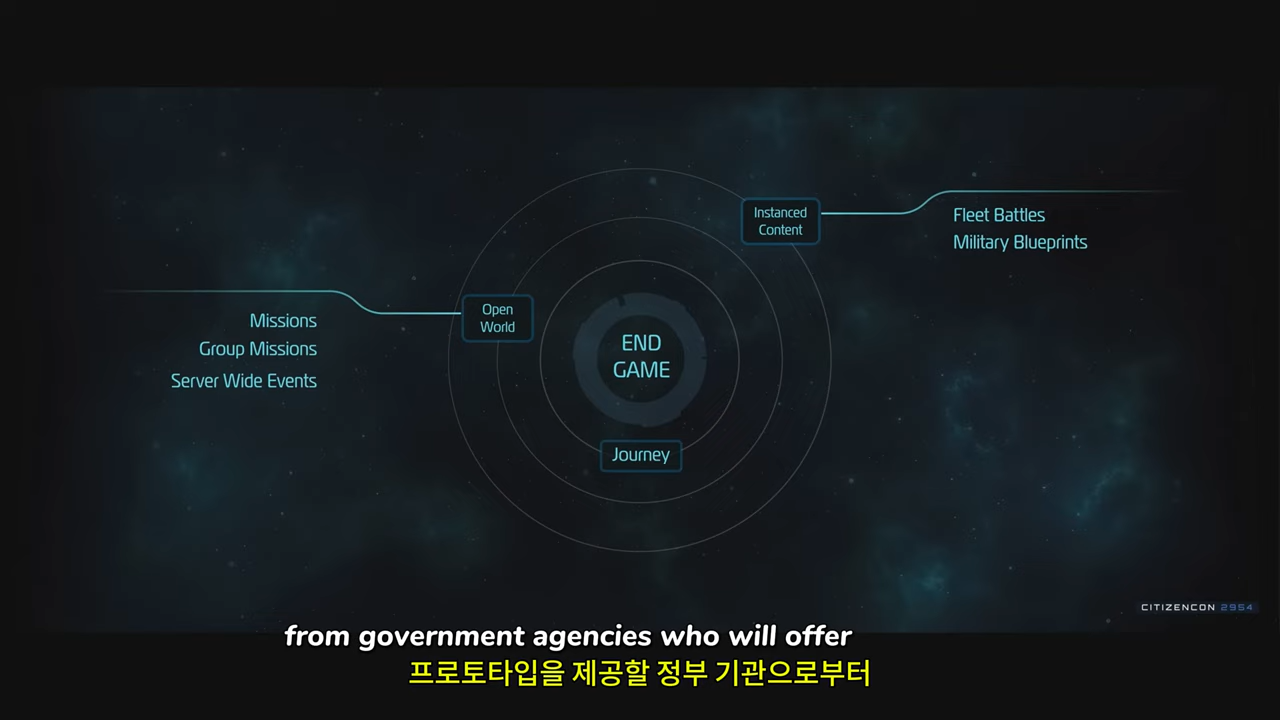 Instanced
Content
Fleet Battles
Military Blueprints
Open
World
Missions
Group Missions
Server Wide Events
END
GAME
Journey
CITIZENCON 2954
from government agencies who will offer
프로토타입을 제공할 정부 기관으로부터